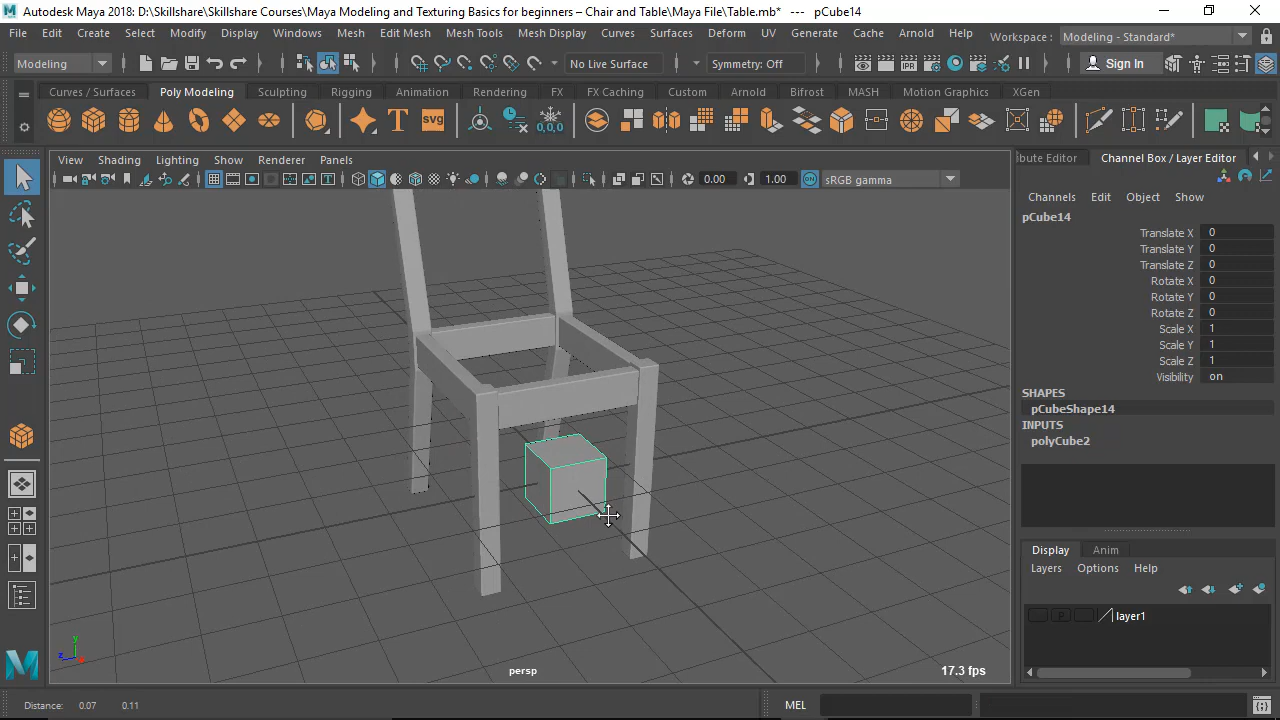 Autodesk Maya 2018: D:\Skillshare\Skillshare Courses\Maya Modeling and Texturing Basics for beginners – Chair and Table\Maya File\Table.mb* --- pCube14
File Edit Create Select Modify Display Windows Mesh Edit Mesh Mesh Tools Mesh Display Curves Surfaces Deform UV Generate Cache Arnold Help Workspace : Modeling - Standard*
Modeling No Live Surface Symmetry: Off IPR Sign In
Curves / Surfaces Poly Modeling Sculpting Rigging Animation Rendering FX FX Caching Custom Arnold Bifrost MASH Motion Graphics XGen
T svg 0,0,0
View Shading Lighting Show Renderer Panels
0.00 1.00 ON sRGB gamma
bute Editor Channel Box / Layer Editor
Channels Edit Object Show
pCube14
Translate X 0
Translate Y 0
Translate Z 0
Rotate X 0
Rotate Y 0
Rotate Z 0
Scale X 1
Scale Y 1
Scale Z 1
Visibility on
SHAPES
pCubeShape14
INPUTS
polyCube2
Display Anim
Layers Options Help
P layer1
y
z
persp
17.3 fps
M
Distance: 0.07 0.11
MEL